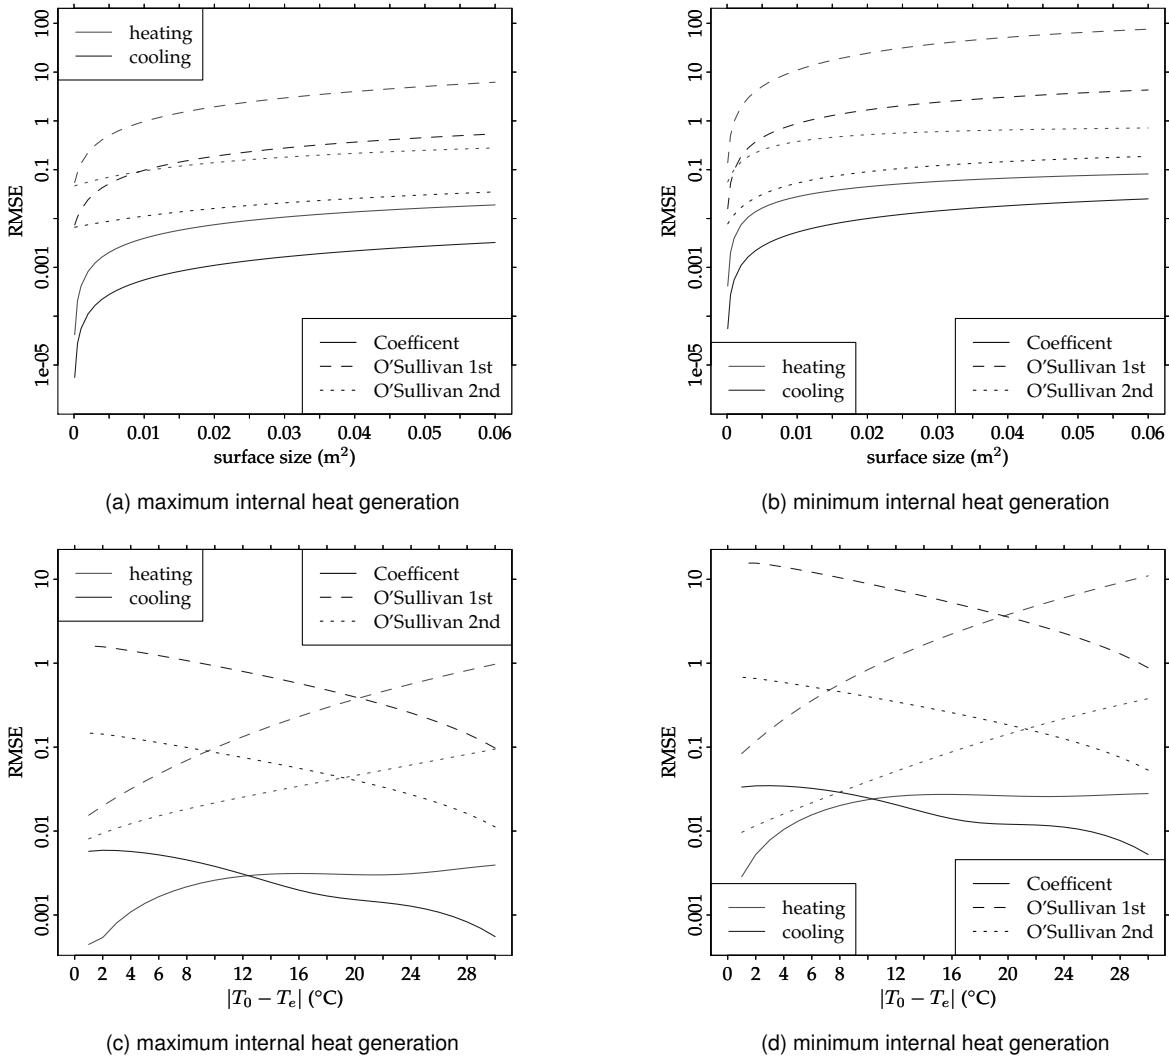 heating
cooling
Coefficent
O'Sullivan 1st
O'Sullivan 2nd
RMSE
100
10
1
0.1
0.001
1e-05
0 0.01 0.02 0.03 0.04 0.05 0.06
surface size (m²)
(a) maximum internal heat generation
heating
cooling
Coefficent
O'Sullivan 1st
O'Sullivan 2nd
RMSE
100
10
1
0.1
0.001
1e-05
0 0.01 0.02 0.03 0.04 0.05 0.06
surface size (m²)
(b) minimum internal heat generation
heating
cooling
Coefficent
O'Sullivan 1st
O'Sullivan 2nd
RMSE
10
1
0.1
0.01
0.001
0 2 4 6 8 12 16 20 24 28
|T₀ − Tₑ| (°C)
(c) maximum internal heat generation
heating
cooling
Coefficent
O'Sullivan 1st
O'Sullivan 2nd
RMSE
10
1
0.1
0.01
0.001
0 2 4 6 8 12 16 20 24 28
|T₀ − Tₑ| (°C)
(d) minimum internal heat generation